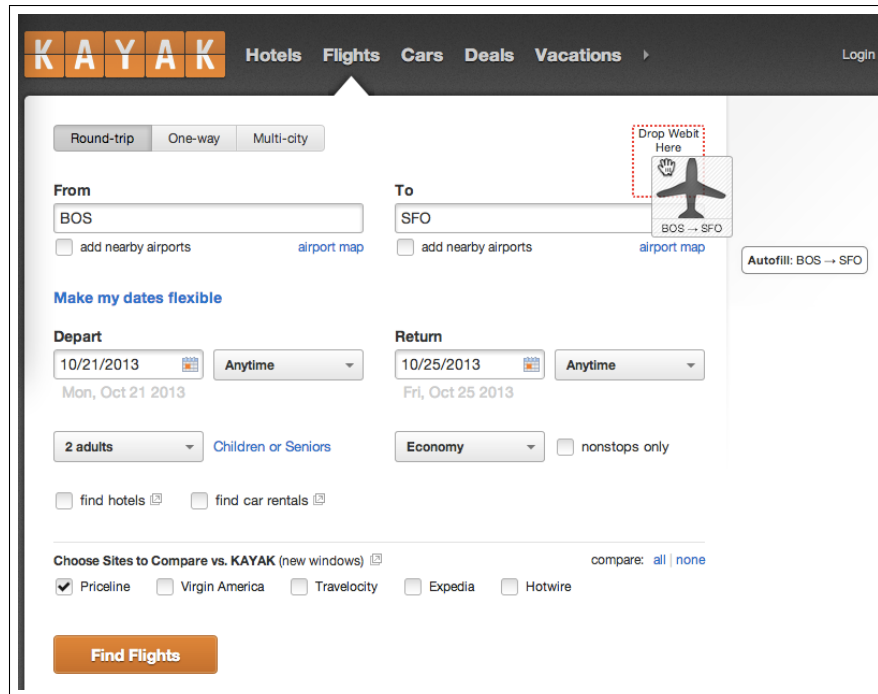 KAYAK Hotels Flights Cars Deals Vacations Login
Round-trip One-way Multi-city
Drop Webit
Here
BOS → SFO
From To
BOS SFO
add nearby airports airport map add nearby airports airport map
Autofill: BOS → SFO
Make my dates flexible
Depart Return
10/21/2013 Anytime 10/25/2013 Anytime
Mon, Oct 21 2013 Fri, Oct 25 2013
2 adults Children or Seniors Economy nonstops only
find hotels find car rentals
Choose Sites to Compare vs. KAYAK (new windows) compare: all | none
Priceline Virgin America Travelocity Expedia Hotwire
Find Flights